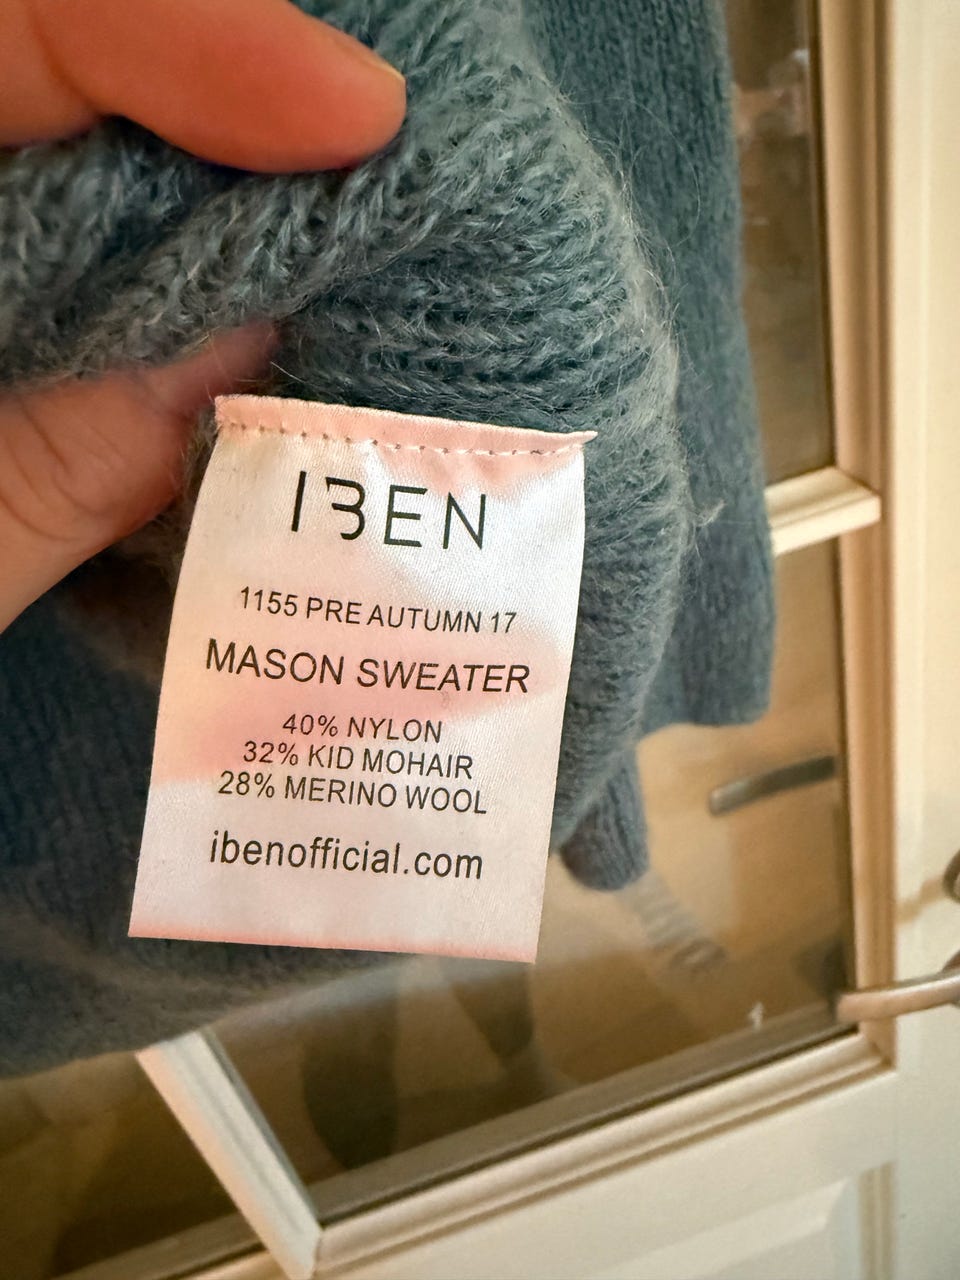 IBEN
1155 PRE AUTUMN 17
MASON SWEATER
40% NYLON
32% KID MOHAIR
28% MERINO WOOL
ibenofficial.com